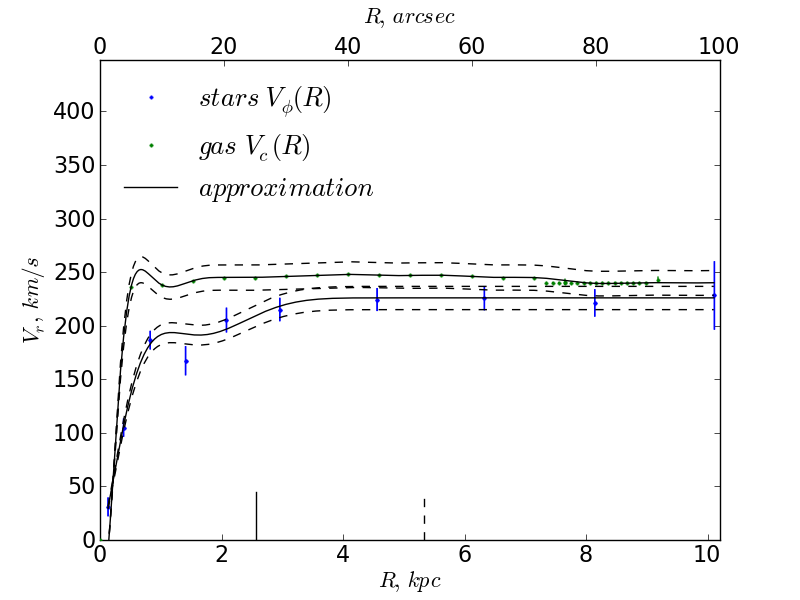 R, arcsec
0 20 40 60 80 100
stars V_ϕ(R)
gas V_c(R)
approximation
400
350
300
250
200
150
100
50
0
V_r, km/s
0 2 4 6 8 10
R, kpc